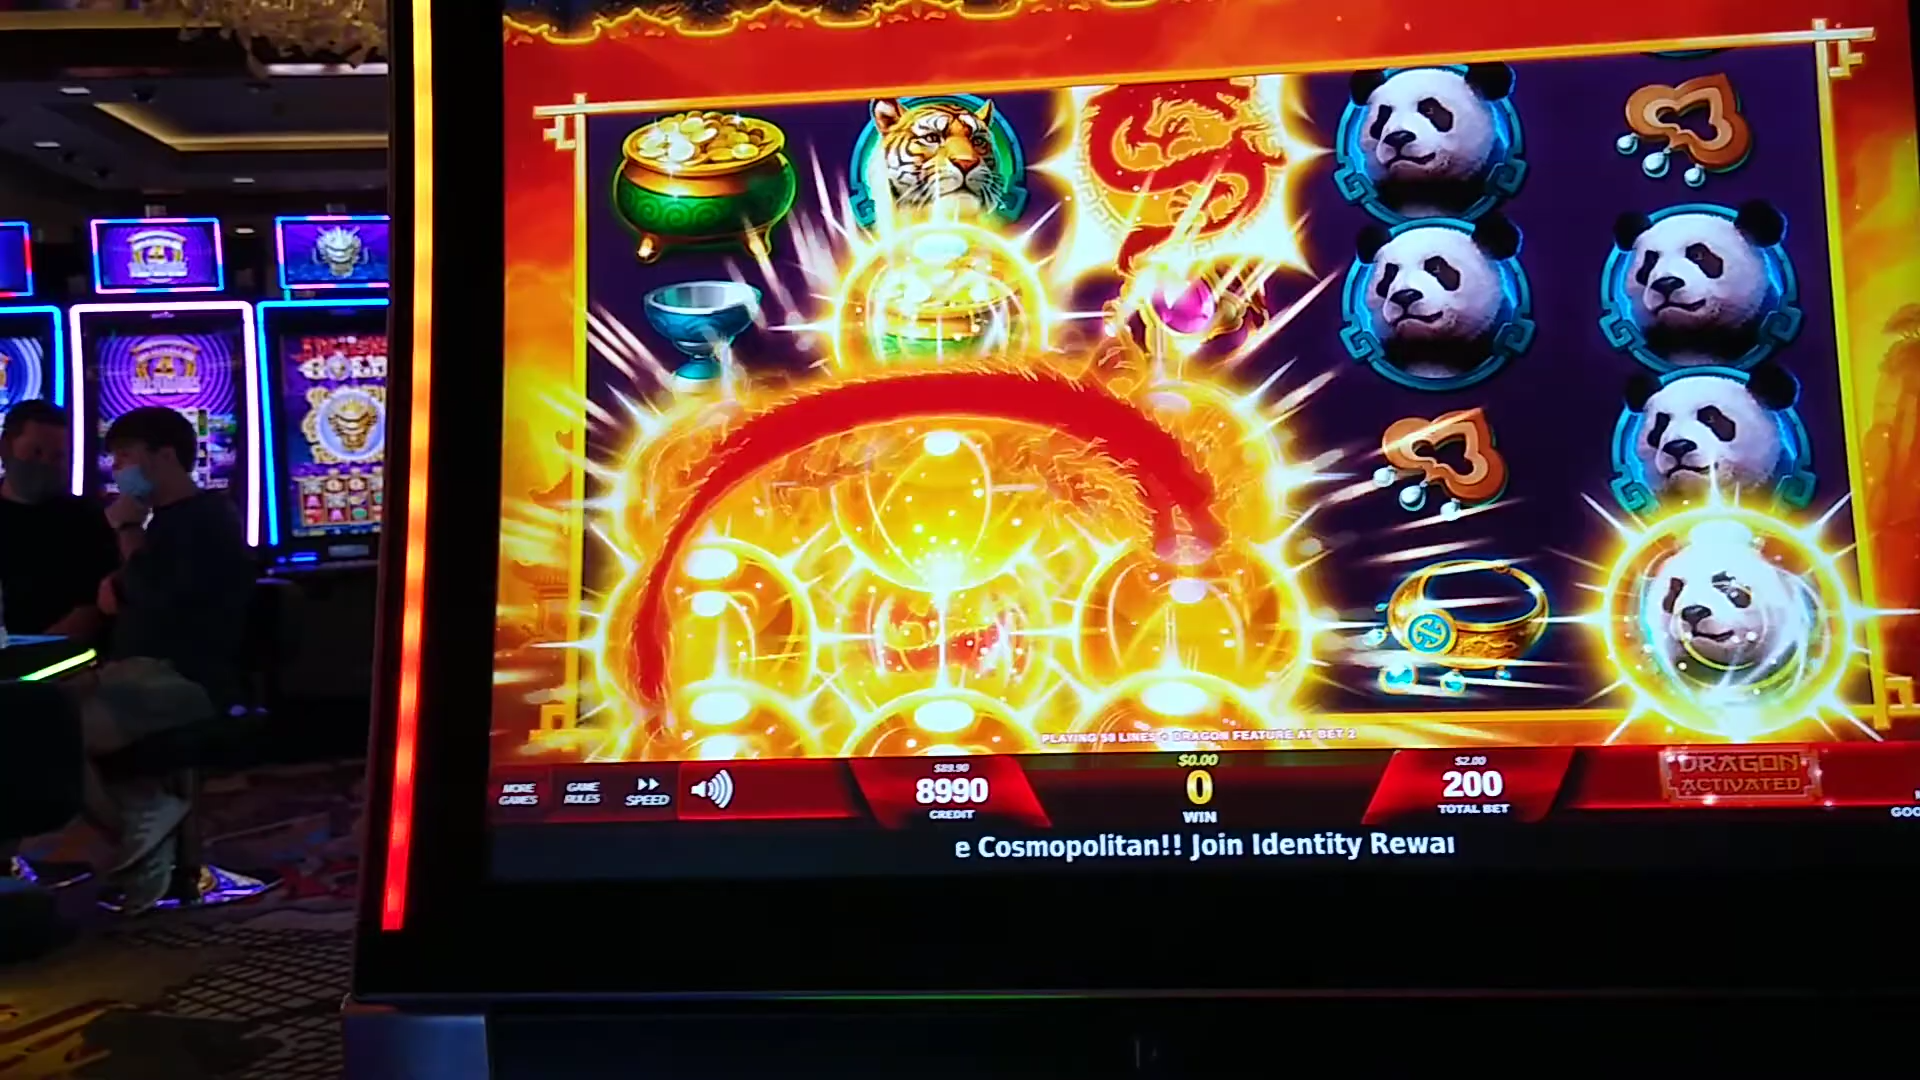 PLAYING 50 LINES + DRAGON FEATURE AT BET 2
MORE GAMES
GAME RULES
SPEED
$89.90
8990
CREDIT
$0.00
0
WIN
$2.00
200
TOTAL BET
DRAGON
ACTIVATED
e Cosmopolitan!! Join Identity Rewa